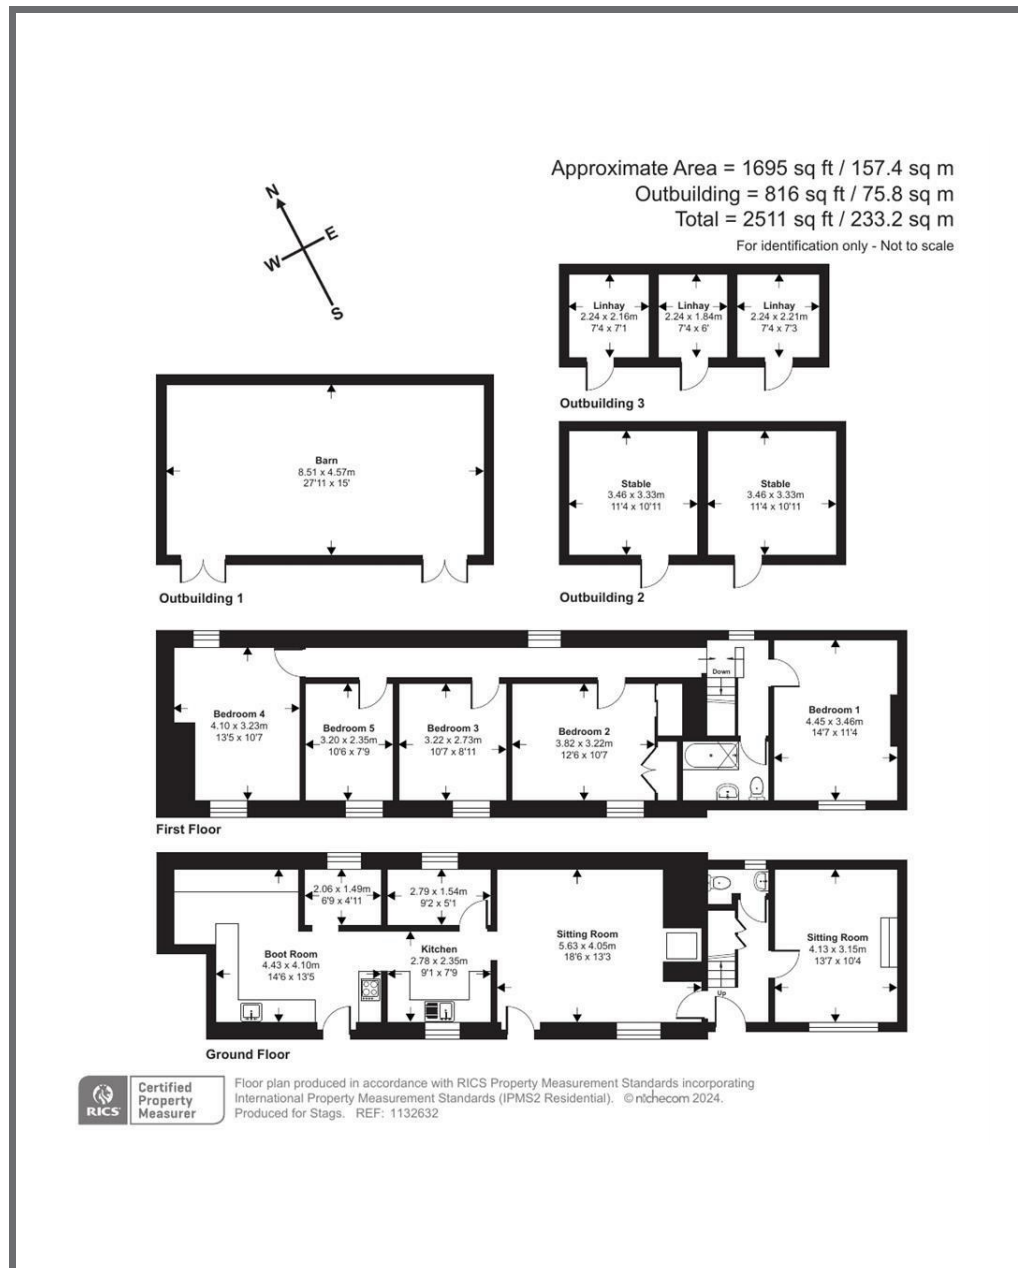 Approximate Area = 1695 sq ft / 157.4 sq m
Outbuilding = 816 sq ft / 75.8 sq m
Total = 2511 sq ft / 233.2 sq m
For identification only - Not to scale
N
E
W
S
Linhay
2.24 x 2.16m
7'4 x 7'1
Linhay
2.24 x 1.84m
7'4 x 6'
Linhay
2.24 x 2.21m
7'4 x 7'3
Outbuilding 3
Barn
8.51 x 4.57m
27'11 x 15'
Outbuilding 1
Stable
3.46 x 3.33m
11'4 x 10'11
Stable
3.46 x 3.33m
11'4 x 10'11
Outbuilding 2
Bedroom 4
4.10 x 3.23m
13'5 x 10'7
Bedroom 5
3.20 x 2.35m
10'6 x 7'9
Bedroom 3
3.22 x 2.73m
10'7 x 8'11
Bedroom 2
3.82 x 3.22m
12'6 x 10'7
Down
Bedroom 1
4.45 x 3.46m
14'7 x 11'4
First Floor
2.06 x 1.49m
6'9 x 4'11
2.79 x 1.54m
9'2 x 5'1
Boot Room
4.43 x 4.10m
14'6 x 13'5
Kitchen
2.78 x 2.35m
9'1 x 7'9
Sitting Room
5.63 x 4.05m
18'6 x 13'3
Up
Sitting Room
4.13 x 3.15m
13'7 x 10'4
Ground Floor
RICS
Certified
Property
Measurer
Floor plan produced in accordance with RICS Property Measurement Standards incorporating
International Property Measurement Standards (IPMS2 Residential). © nichecom 2024.
Produced for Stags. REF: 1132632